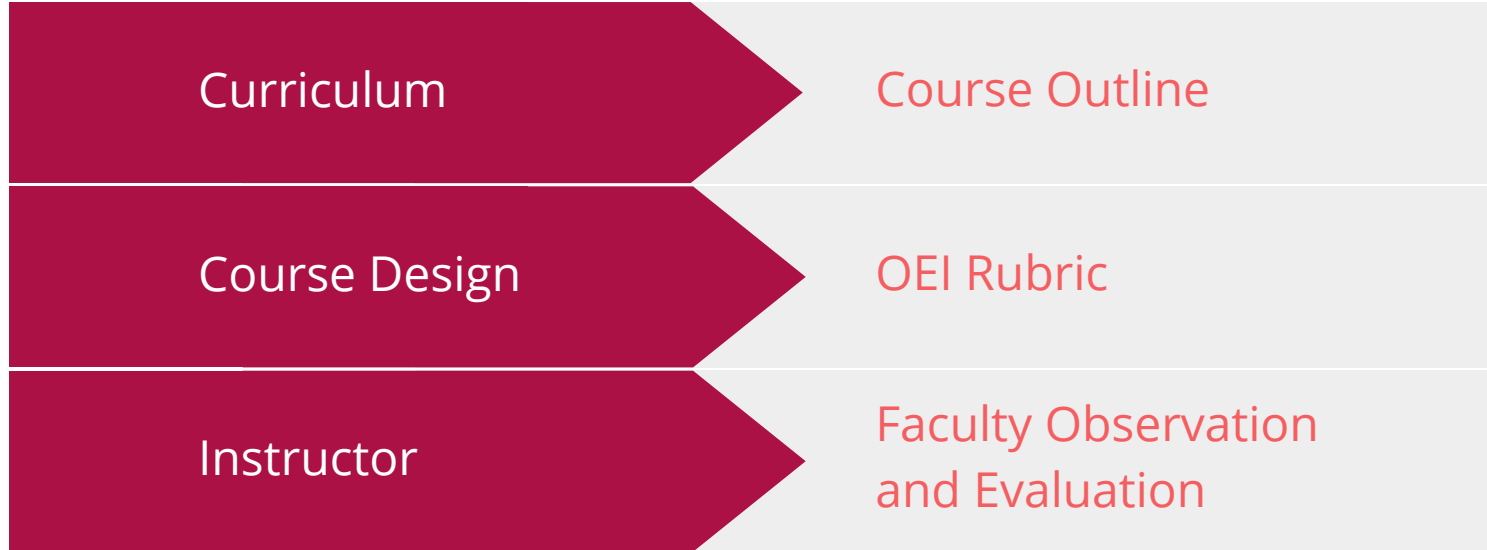 Curriculum
Course Outline
Course Design
OEI Rubric
Instructor
Faculty Observation
and Evaluation